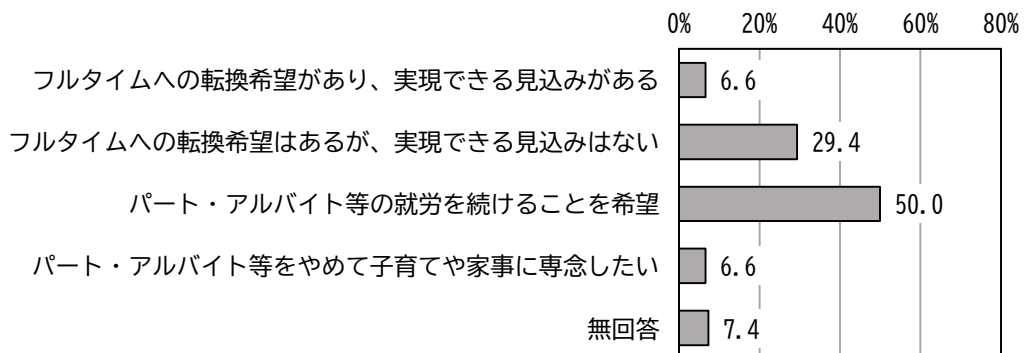 0% 20% 40% 60% 80%
フルタイムへの転換希望があり、実現できる見込みがある 6.6
フルタイムへの転換希望はあるが、実現できる見込みはない 29.4
パート・アルバイト等の就労を続けることを希望 50.0
パート・アルバイト等をやめて子育てや家事に専念したい 6.6
無回答 7.4